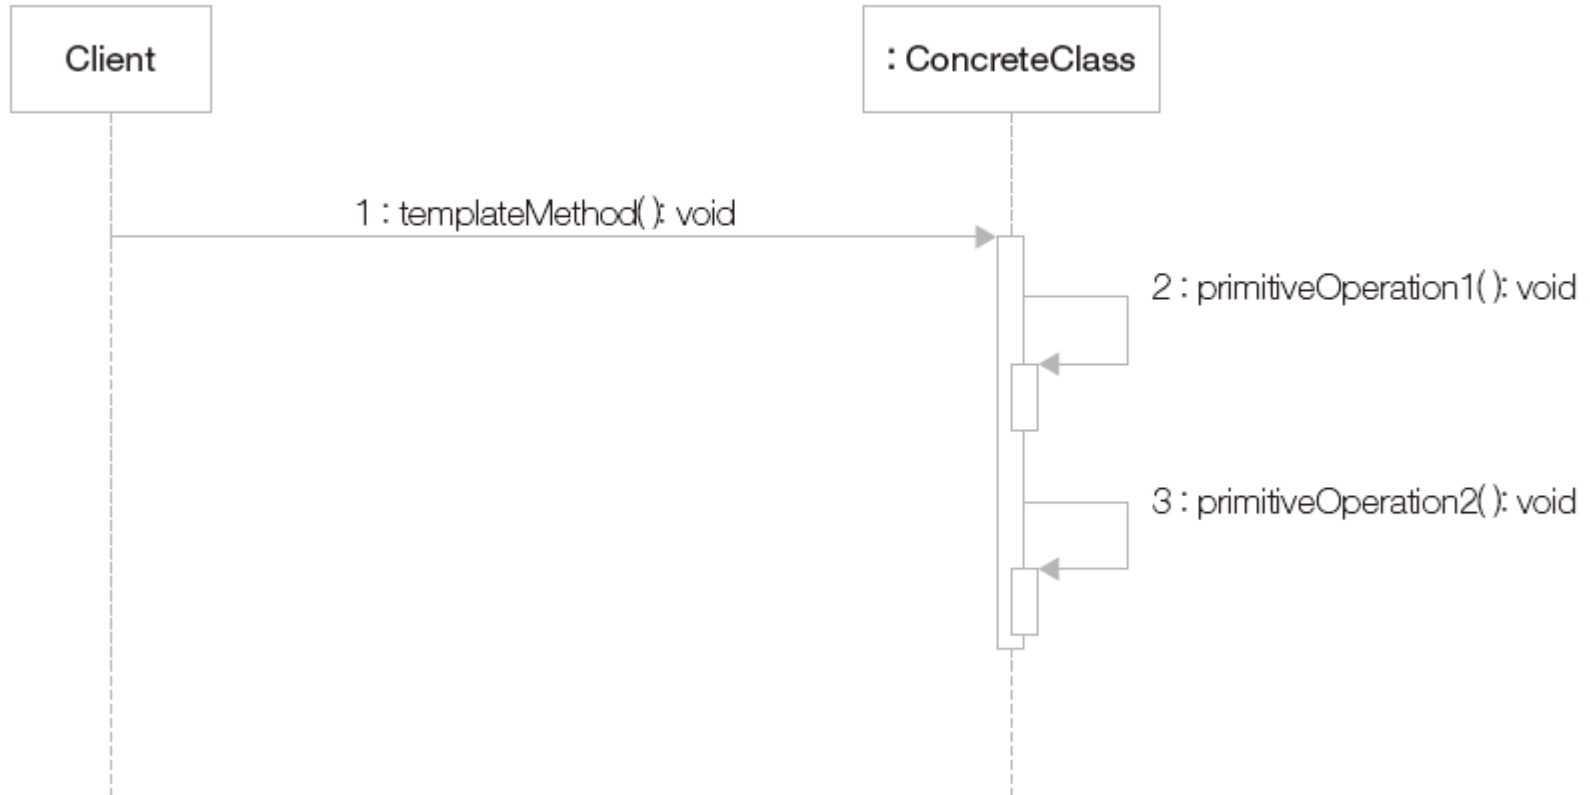 Client
: ConcreteClass
1 : templateMethod( ): void
2 : primitiveOperation1( ): void
3 : primitiveOperation2( ): void